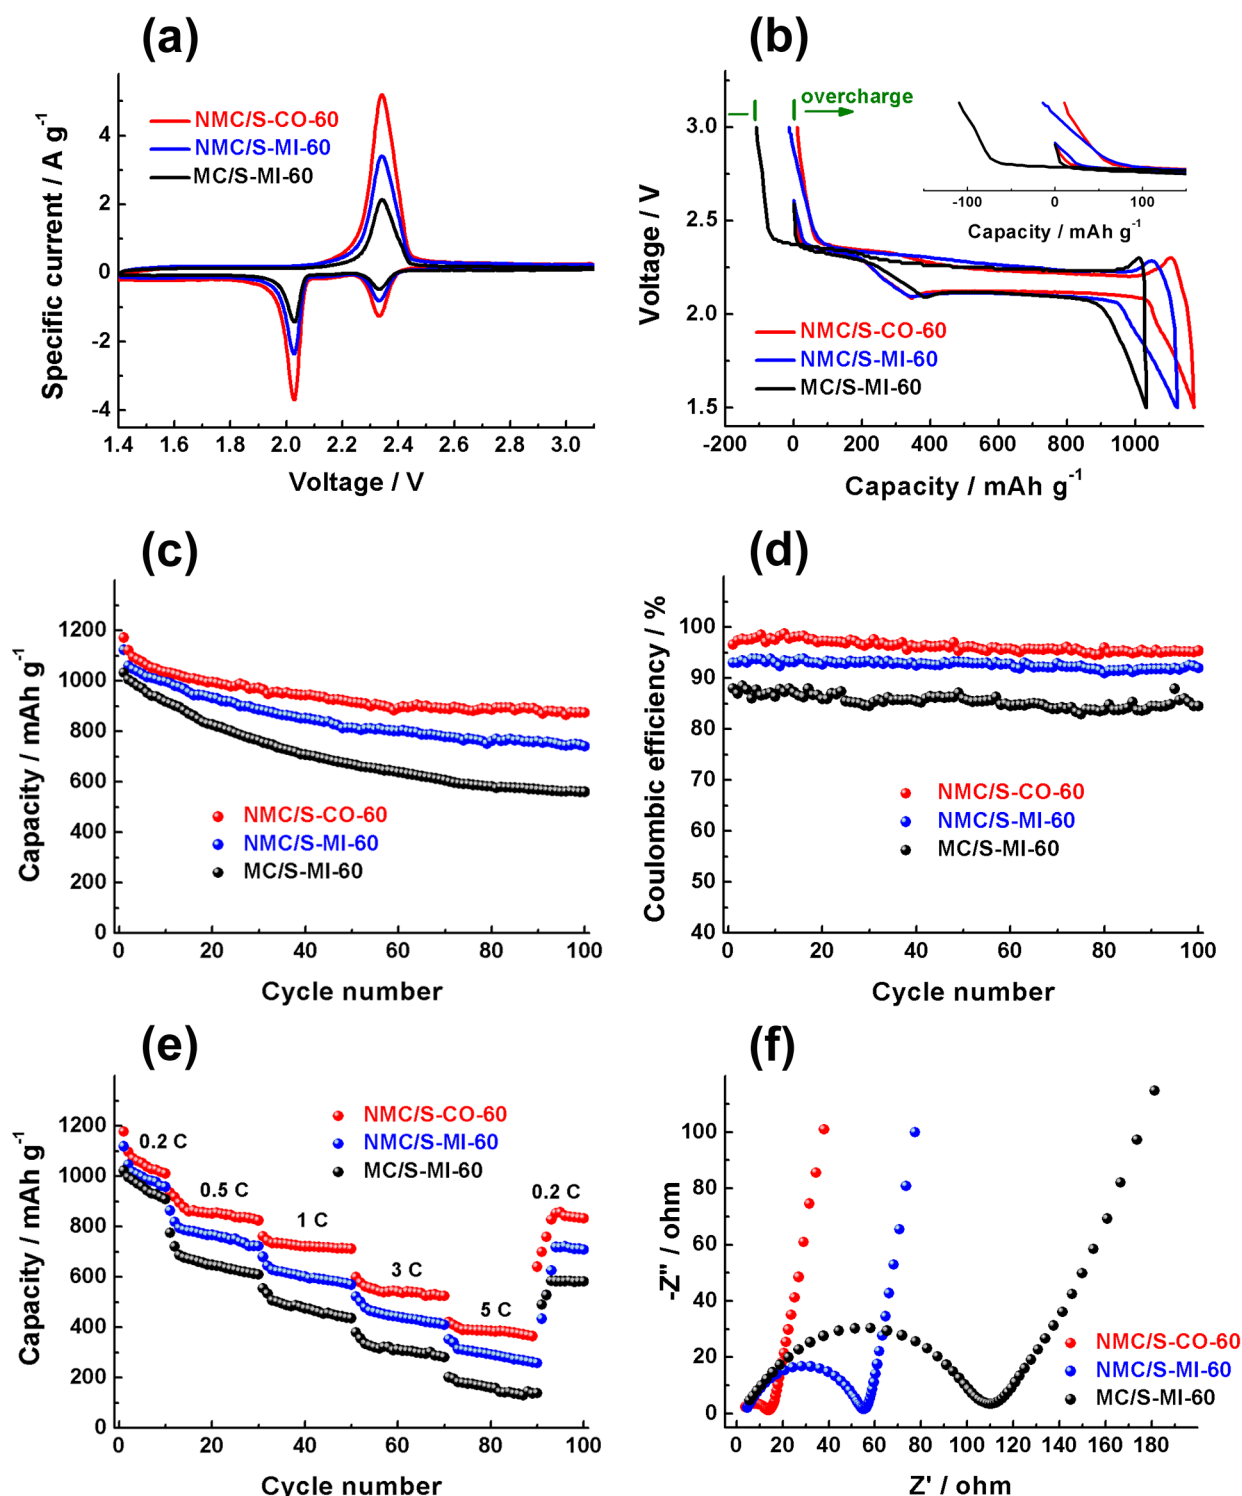 (a)
NMC/S-CO-60
NMC/S-MI-60
MC/S-MI-60
4
2
0
-2
-4
Specific current / A g-1
1.4 1.6 1.8 2.0 2.2 2.4 2.6 2.8 3.0
Voltage / V
(b)
overcharge
3.0
2.5
2.0
1.5
Voltage / V
-100 0 100
Capacity / mAh g-1
NMC/S-CO-60
NMC/S-MI-60
MC/S-MI-60
-200 0 200 400 600 800 1000
Capacity / mAh g-1
(c)
1200
1000
800
600
400
200
0
Capacity / mAh g-1
NMC/S-CO-60
NMC/S-MI-60
MC/S-MI-60
0 20 40 60 80 100
Cycle number
(d)
100
90
80
70
60
50
40
Coulombic efficiency / %
NMC/S-CO-60
NMC/S-MI-60
MC/S-MI-60
0 20 40 60 80 100
Cycle number
(e)
1200
1000
800
600
400
200
0
Capacity / mAh g-1
NMC/S-CO-60
NMC/S-MI-60
MC/S-MI-60
0.2 C
0.5 C
1 C
3 C
5 C
0.2 C
0 20 40 60 80 100
Cycle number
(f)
100
80
60
40
20
0
-Z'' / ohm
NMC/S-CO-60
NMC/S-MI-60
MC/S-MI-60
0 20 40 60 80 100 120 140 160 180
Z' / ohm